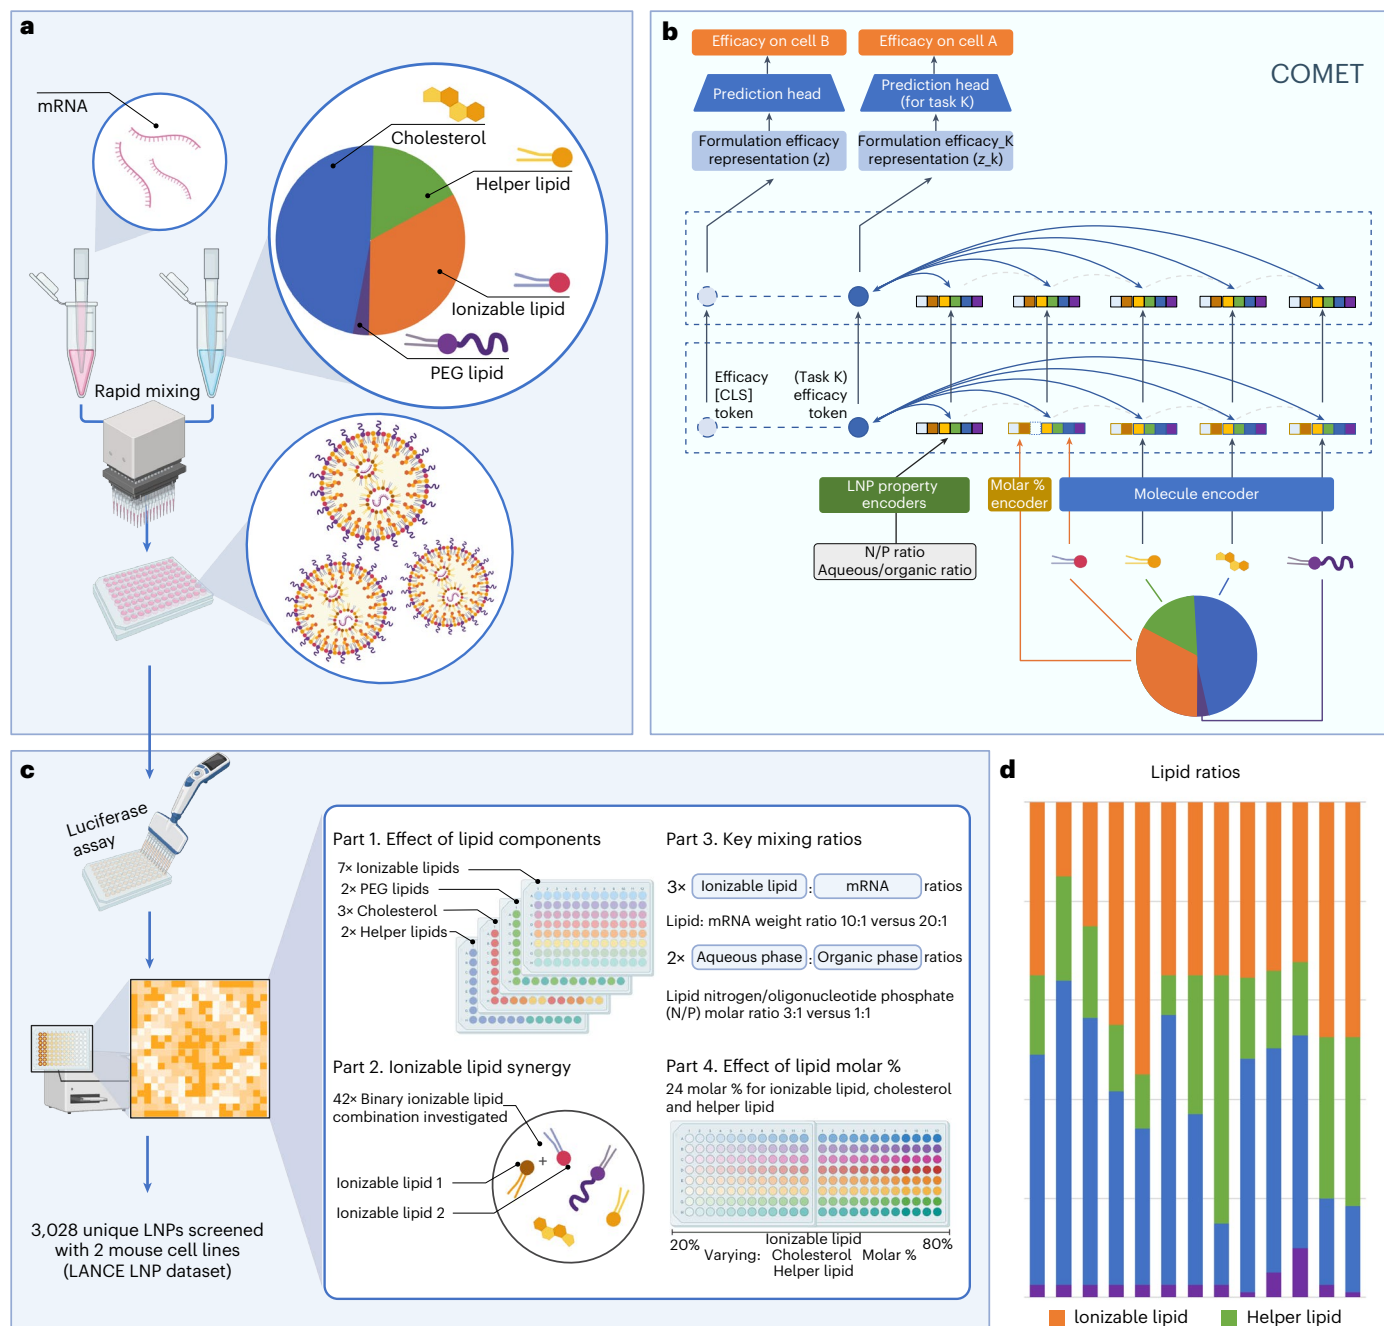 a
mRNA
Cholesterol
Helper lipid
Ionizable lipid
PEG lipid
Rapid mixing
b
COMET
Efficacy on cell B
Efficacy on cell A
Prediction head
Prediction head
(for task K)
Formulation efficacy
representation (z)
Formulation efficacy_K
representation (z_k)
Efficacy
[CLS]
token
(Task K)
efficacy
token
LNP property
encoders
Molar %
encoder
Molecule encoder
N/P ratio
Aqueous/organic ratio
c
Luciferase
assay
3,028 unique LNPs screened
with 2 mouse cell lines
(LANCE LNP dataset)
Part 1. Effect of lipid components
7× Ionizable lipids
2× PEG lipids
3× Cholesterol
2× Helper lipids
Part 2. Ionizable lipid synergy
42× Binary ionizable lipid
combination investigated
+
Ionizable lipid 1
Ionizable lipid 2
Part 3. Key mixing ratios
3× Ionizable lipid : mRNA ratios
Lipid: mRNA weight ratio 10:1 versus 20:1
2× Aqueous phase : Organic phase ratios
Lipid nitrogen/oligonucleotide phosphate
(N/P) molar ratio 3:1 versus 1:1
Part 4. Effect of lipid molar %
24 molar % for ionizable lipid, cholesterol
and helper lipid
20%
80%
Varying:
Ionizable lipid
Cholesterol
Helper lipid
Molar %
d
Lipid ratios
Ionizable lipid
Helper lipid